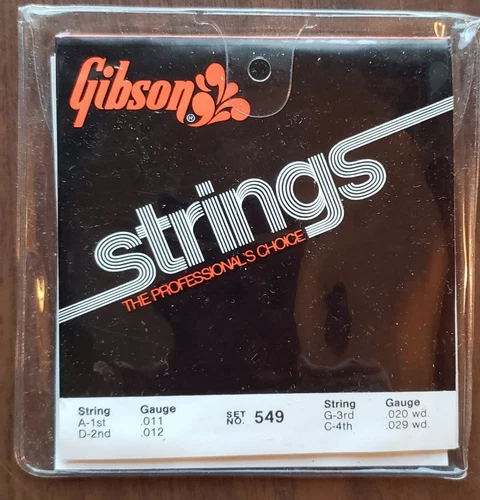 Gibson®
strings
THE PROFESSIONAL'S CHOICE
String Gauge
A-1st .011
D-2nd .012
SET NO. 549
String Gauge
G-3rd .020 wd.
C-4th .029 wd.